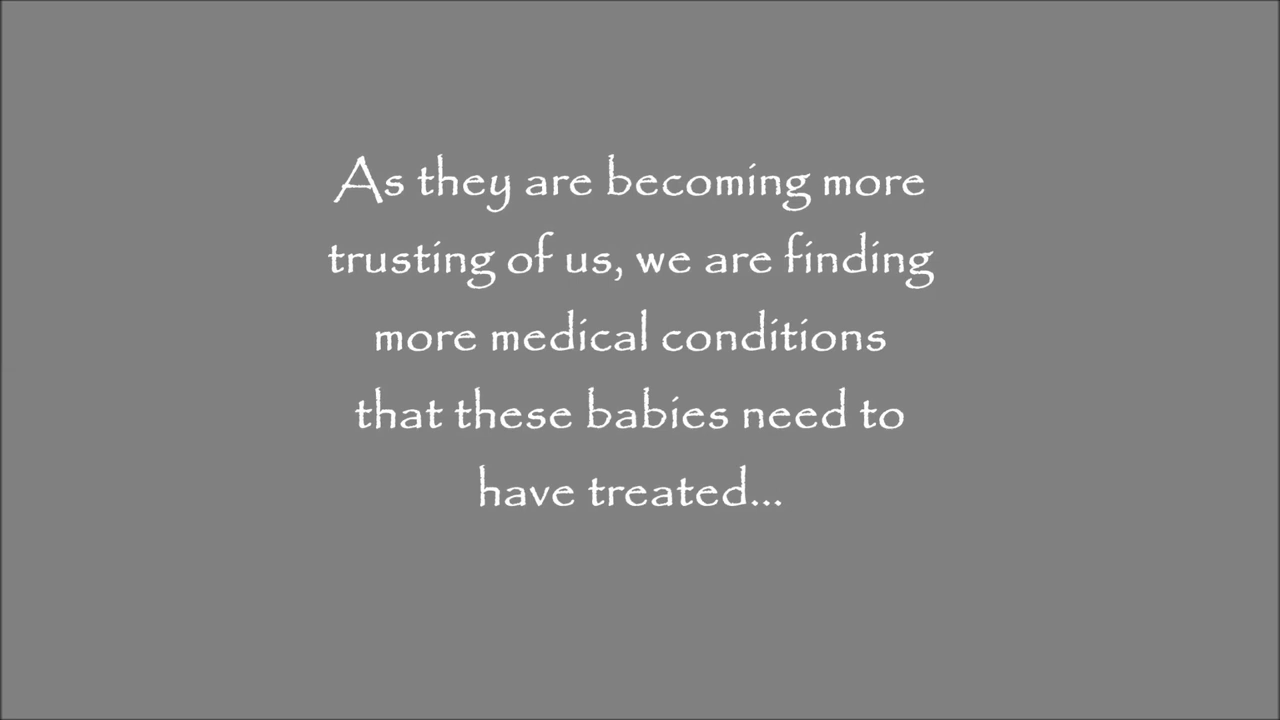 As they are becoming more
trusting of us, we are finding
more medical conditions
that these babies need to
have treated...